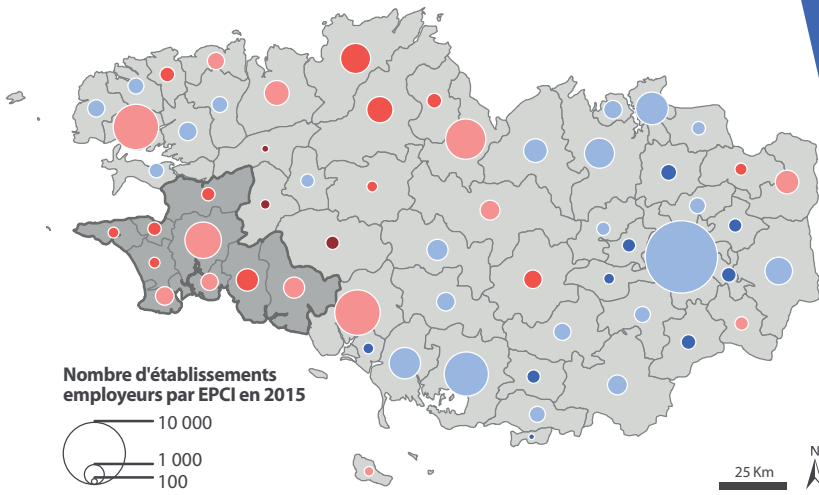 Nombre d'établissements
employeurs par EPCI en 2015
10 000
1 000
100
25 Km
N